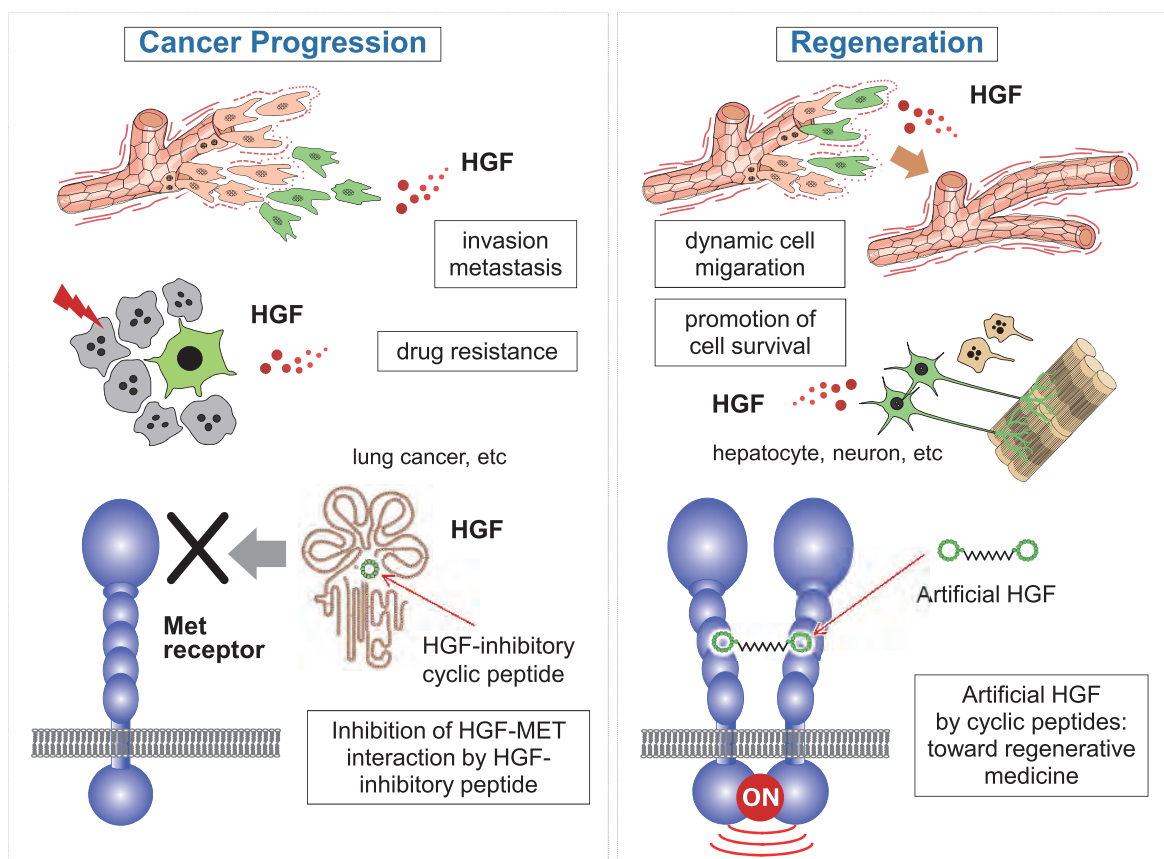 Cancer Progression
HGF
invasion
metastasis
HGF
drug resistance
lung cancer, etc
HGF
Met
receptor
HGF-inhibitory
cyclic peptide
Inhibition of HGF-MET
interaction by HGF-
inhibitory peptide
Regeneration
HGF
dynamic cell
migaration
promotion of
cell survival
HGF
hepatocyte, neuron, etc
Artificial HGF
Artificial HGF
by cyclic peptides:
toward regenerative
medicine
ON